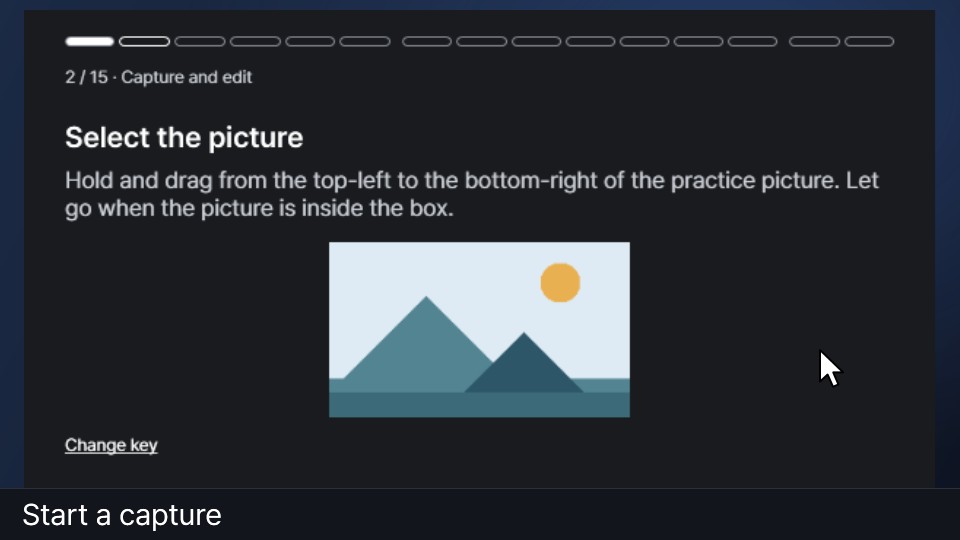 2 / 15 · Capture and edit
Select the picture
Hold and drag from the top-left to the bottom-right of the practice picture. Let
go when the picture is inside the box.
Change key
Start a capture